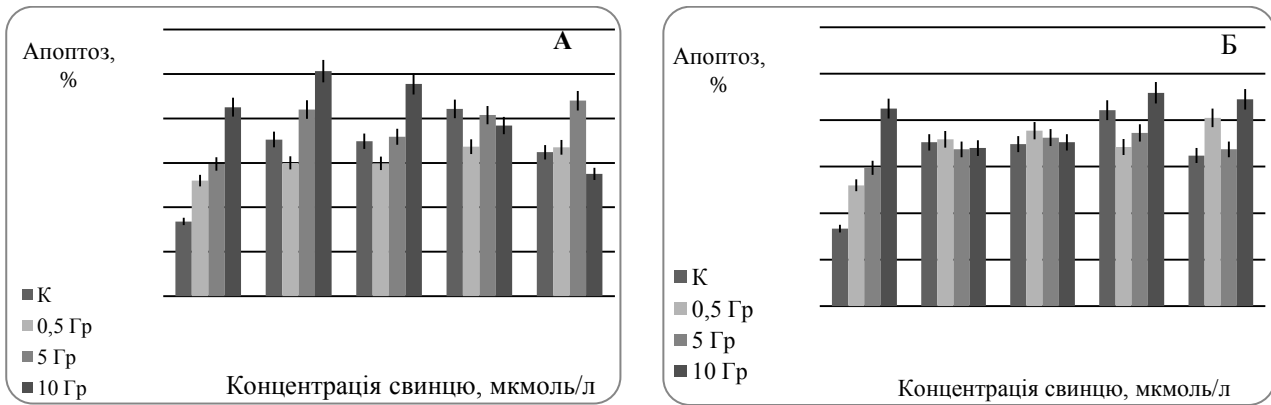 А
Апоптоз,
%
К
0,5 Гр
5 Гр
10 Гр
Концентрація свинцю, мкмоль/л
Б
Апоптоз,
%
К
0,5 Гр
5 Гр
10 Гр
Концентрація свинцю, мкмоль/л